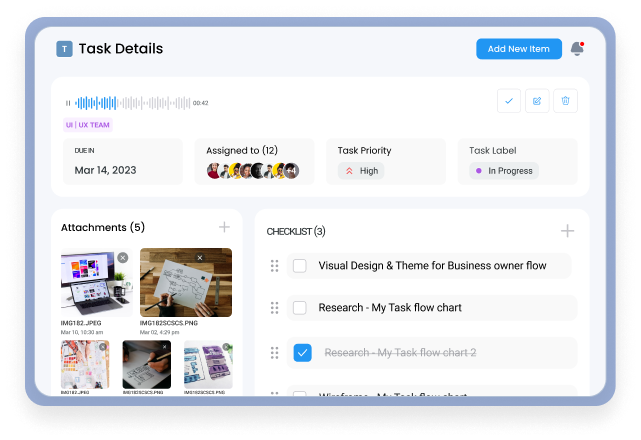 T Task Details
Add New Item
00:42
UI | UX TEAM
DUE IN
Mar 14, 2023
Assigned to (12)
+4
Task Priority
High
Task Label
In Progress
Attachments (5)
IMG182.JPEG
Mar 10, 10:30 am
IMG182SCSCS.PNG
Mar 02, 4:29 pm
IMG182SCSCS.PNG
IMG182SCSCS.PNG
CHECKLIST (3)
Visual Design & Theme for Business owner flow
Research - My Task flow chart
Research - My Task flow chart 2
Wireframe - My Task flow chart